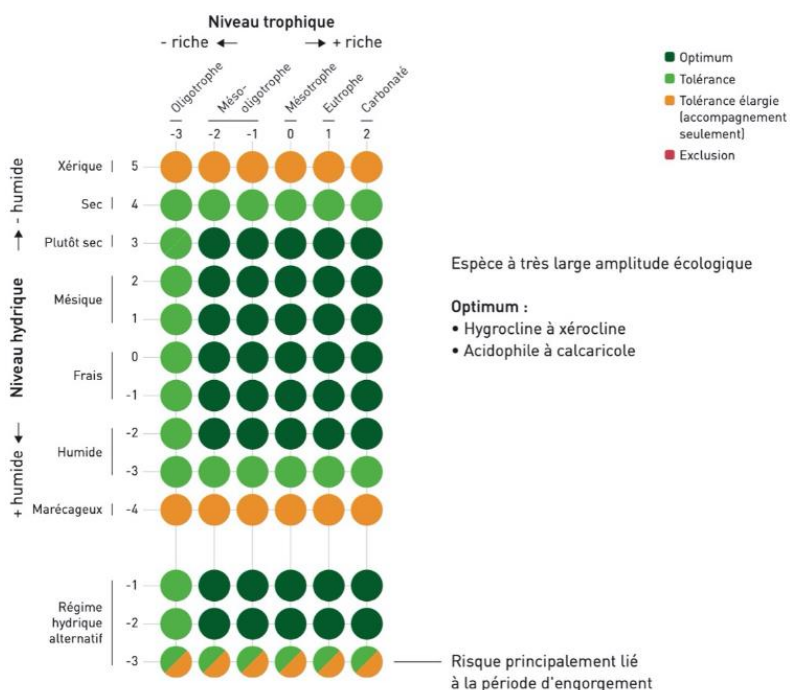 Niveau trophique
- riche ← → + riche
Oligotrophe
Méso-
oligotrophe
Mésotrophe
Eutrophe
Carbonaté
-3 -2 -1 0 1 2
Optimum
Tolérance
Tolérance élargie
(accompagnement
seulement)
Exclusion
Niveau hydrique
→ - humide
+ humide ←
Xérique 5
Sec 4
Plutôt sec 3
2
Mésique
1
0
Frais
-1
-2
Humide
-3
Marécageux -4
-1
Régime
hydrique
alternatif
-2
-3
Espèce à très large amplitude écologique
Optimum :
• Hygrocline à xérocline
• Acidophile à calcaricole
Risque principalement lié
à la période d'engorgement